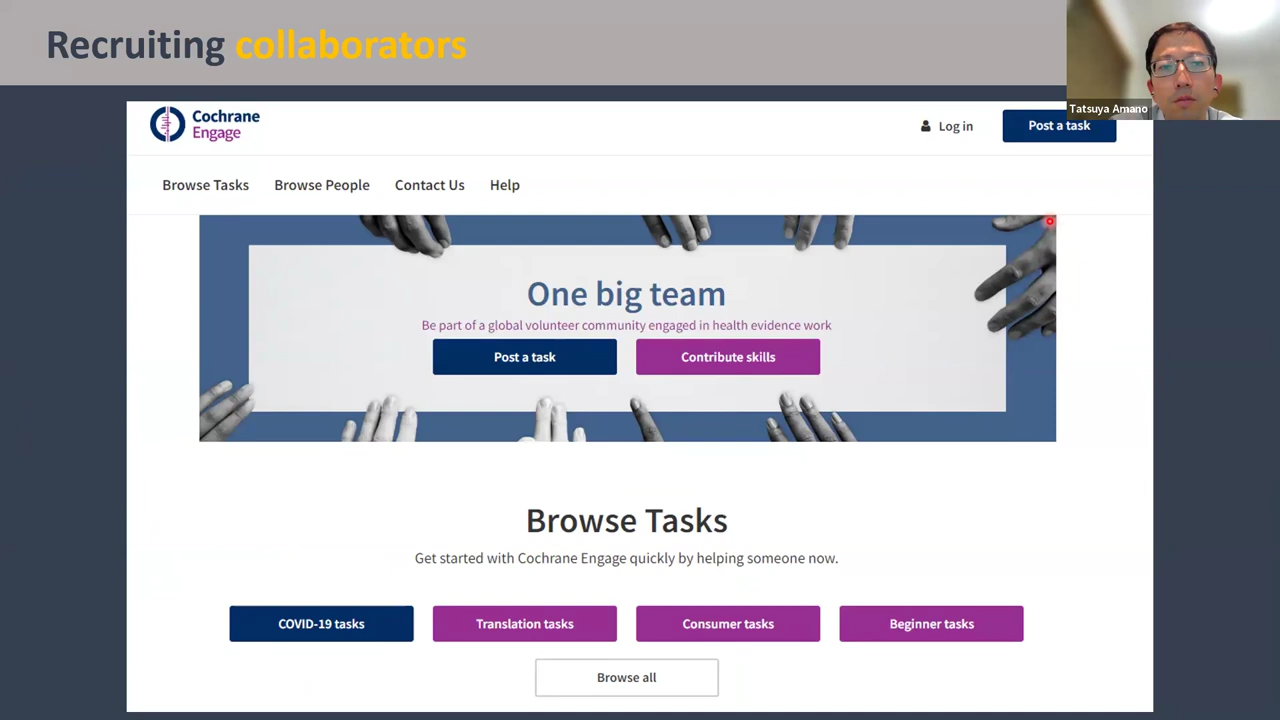 Recruiting collaborators
Tatsuya Amano
Cochrane
Engage
Log in
Post a task
Browse Tasks
Browse People
Contact Us
Help
One big team
Be part of a global volunteer community engaged in health evidence work
Post a task
Contribute skills
Browse Tasks
Get started with Cochrane Engage quickly by helping someone now.
COVID-19 tasks
Translation tasks
Consumer tasks
Beginner tasks
Browse all